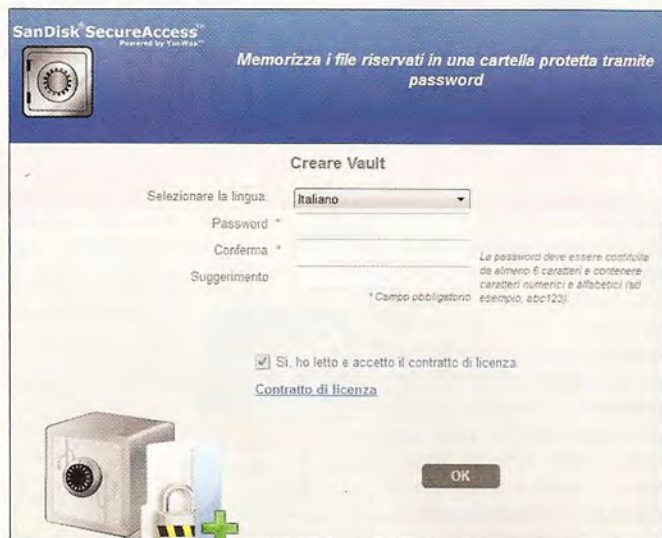 SanDisk® SecureAccess™
Powered by YuuWaa™
Memorizza i file riservati in una cartella protetta tramite
password
Creare Vault
Selezionare la lingua.
Italiano
Password *
Conferma *
Suggerimento
La password deve essere costituita
da almeno 6 caratteri e contenere
caratteri numerici e alfabetici (ad
esempio, abc123).
* Campo obbligatorio
Sì, ho letto e accetto il contratto di licenza.
Contratto di licenza
OK